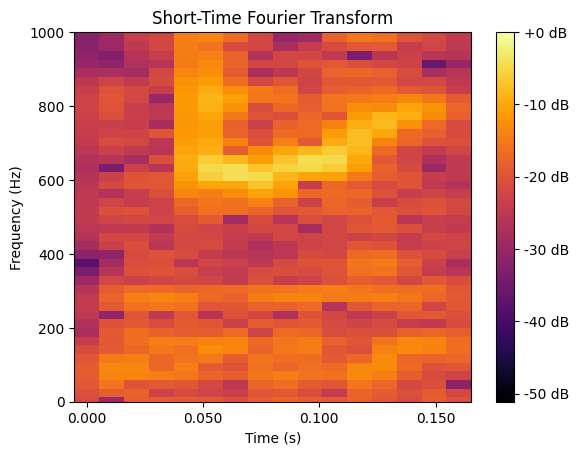 Short-Time Fourier Transform
1000
800
600
400
200
0
Frequency (Hz)
0.000
0.050
0.100
0.150
Time (s)
+0 dB
-10 dB
-20 dB
-30 dB
-40 dB
-50 dB